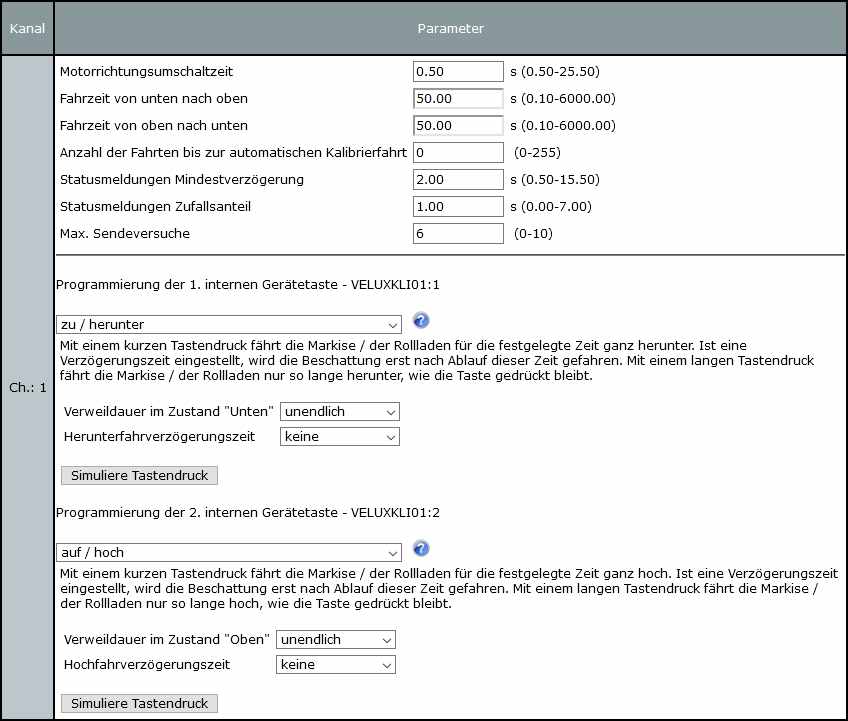 Kanal Parameter
Motorrichtungsumschaltzeit 0.50 s (0.50-25.50)
Fahrzeit von unten nach oben 50.00 s (0.10-6000.00)
Fahrzeit von oben nach unten 50.00 s (0.10-6000.00)
Anzahl der Fahrten bis zur automatischen Kalibrierfahrt 0 (0-255)
Statusmeldungen Mindestverzögerung 2.00 s (0.50-15.50)
Statusmeldungen Zufallsanteil 1.00 s (0.00-7.00)
Max. Sendeversuche 6 (0-10)
Programmierung der 1. internen Gerätetaste - VELUXKLI01:1
zu / herunter ?
Mit einem kurzen Tastendruck fährt die Markise / der Rollladen für die festgelegte Zeit ganz herunter. Ist eine
Verzögerungszeit eingestellt, wird die Beschattung erst nach Ablauf dieser Zeit gefahren. Mit einem langen Tastendruck
fährt die Markise / der Rollladen nur so lange herunter, wie die Taste gedrückt bleibt.
Ch.: 1
Verweildauer im Zustand "Unten" unendlich
Herunterfahrverzögerungszeit keine
Simuliere Tastendruck
Programmierung der 2. internen Gerätetaste - VELUXKLI01:2
auf / hoch ?
Mit einem kurzen Tastendruck fährt die Markise / der Rollladen für die festgelegte Zeit ganz hoch. Ist eine Verzögerungszeit
eingestellt, wird die Beschattung erst nach Ablauf dieser Zeit gefahren. Mit einem langen Tastendruck fährt die Markise /
der Rollladen nur so lange hoch, wie die Taste gedrückt bleibt.
Verweildauer im Zustand "Oben" unendlich
Hochfahrverzögerungszeit keine
Simuliere Tastendruck